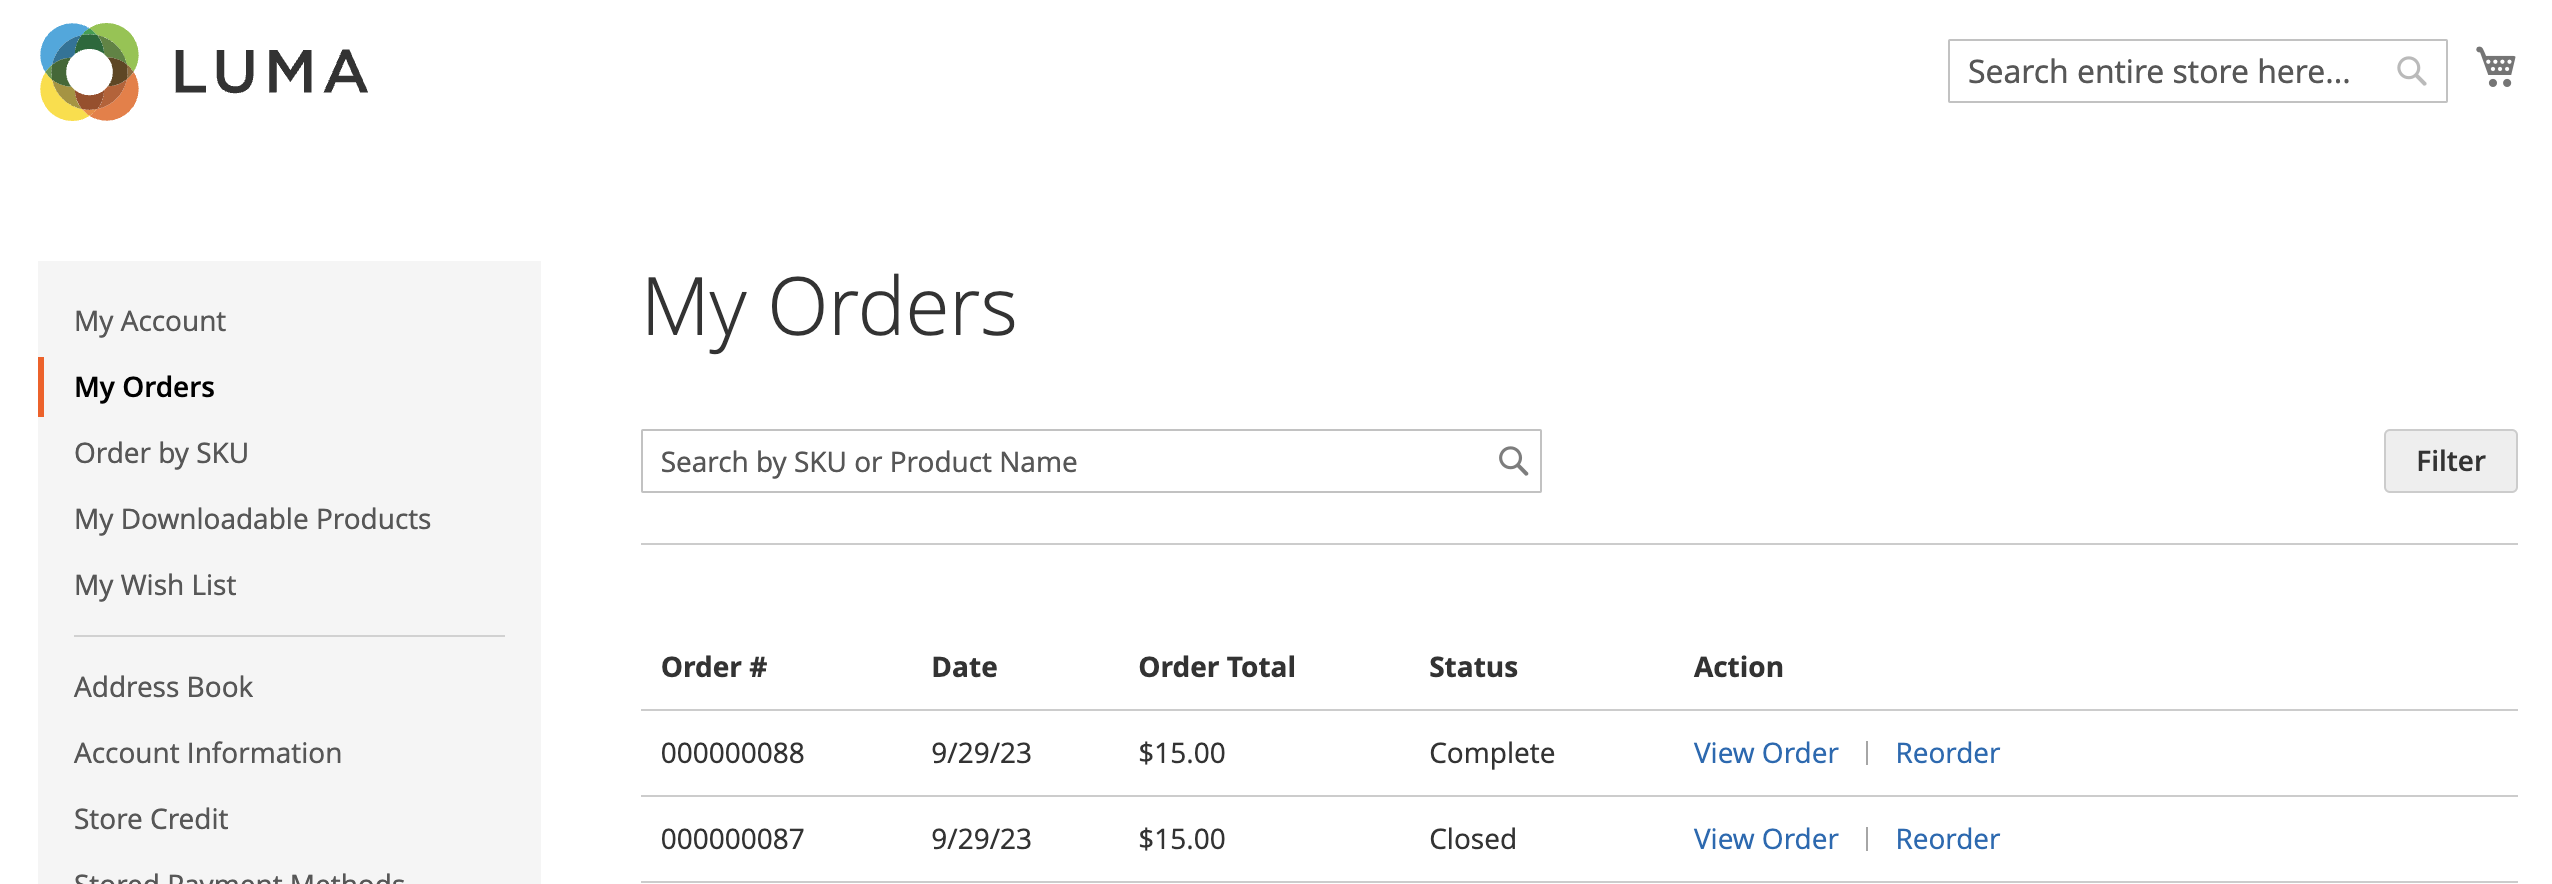 LUMA
Search entire store here...
My Account
My Orders
Order by SKU
My Downloadable Products
My Wish List
Address Book
Account Information
Store Credit
Stored Payment Methods
My Orders
Search by SKU or Product Name
Filter
Order # Date Order Total Status Action
000000088 9/29/23 $15.00 Complete View Order | Reorder
000000087 9/29/23 $15.00 Closed View Order | Reorder